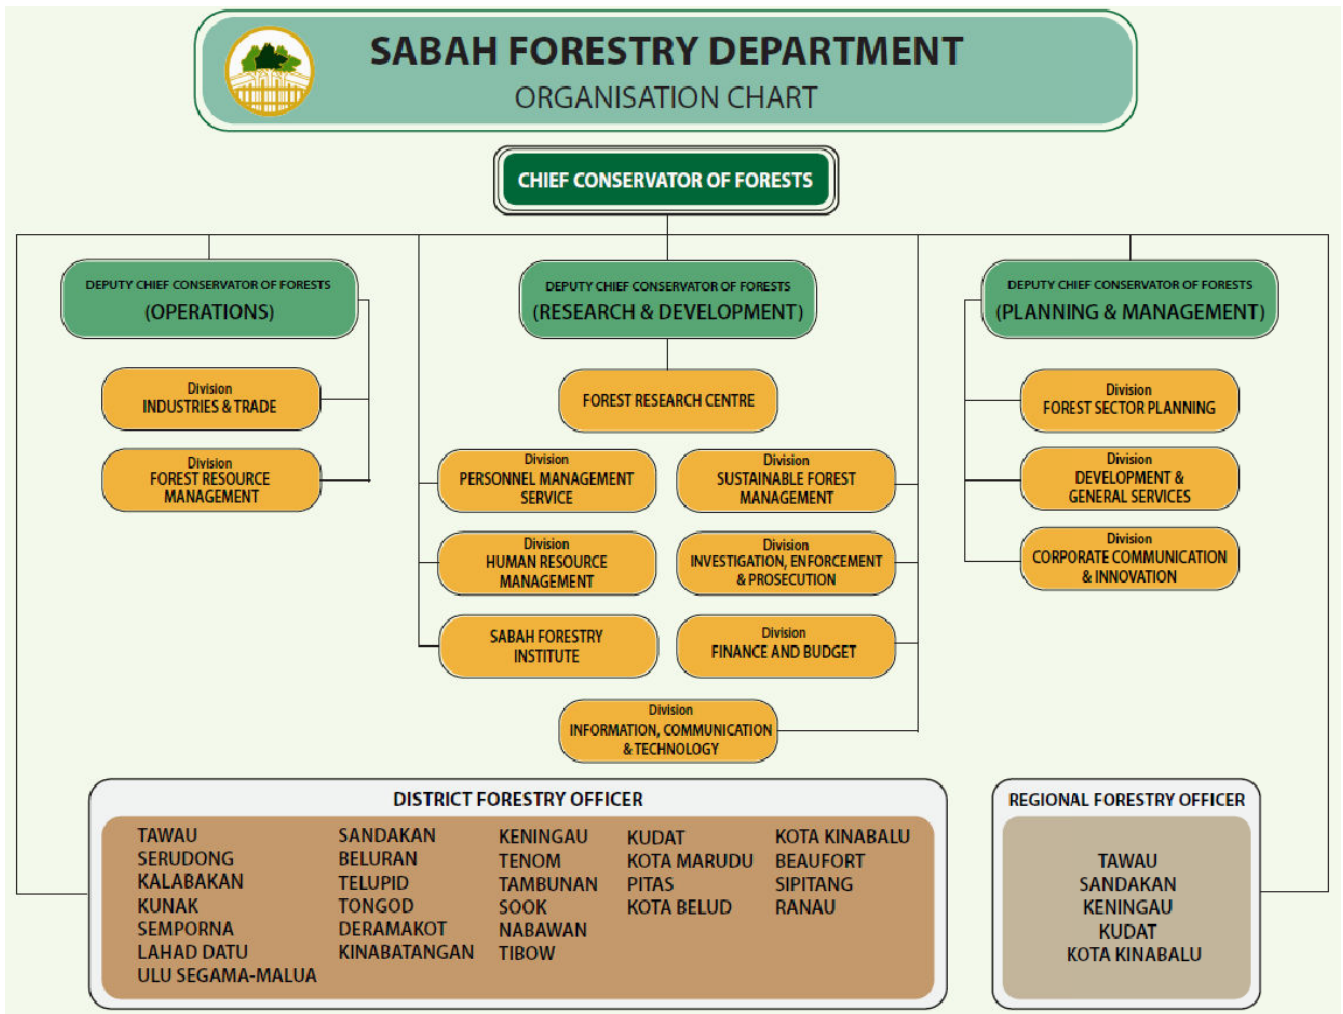 SABAH FORESTRY DEPARTMENT
ORGANISATION CHART
CHIEF CONSERVATOR OF FORESTS
DEPUTY CHIEF CONSERVATOR OF FORESTS
(OPERATIONS)
Division
INDUSTRIES & TRADE
Division
FOREST RESOURCE
MANAGEMENT
DEPUTY CHIEF CONSERVATOR OF FORESTS
(RESEARCH & DEVELOPMENT)
FOREST RESEARCH CENTRE
Division
PERSONNEL MANAGEMENT
SERVICE
Division
HUMAN RESOURCE
MANAGEMENT
SABAH FORESTRY
INSTITUTE
Division
SUSTAINABLE FOREST
MANAGEMENT
Division
INVESTIGATION, ENFORCEMENT
& PROSECUTION
Division
FINANCE AND BUDGET
Division
INFORMATION, COMMUNICATION
& TECHNOLOGY
DEPUTY CHIEF CONSERVATOR OF FORESTS
(PLANNING & MANAGEMENT)
Division
FOREST SECTOR PLANNING
Division
DEVELOPMENT &
GENERAL SERVICES
Division
CORPORATE COMMUNICATION
& INNOVATION
DISTRICT FORESTRY OFFICER
TAWAU
SERUDONG
KALABAKAN
KUNAK
SEMPORNA
LAHAD DATU
ULU SEGAMA-MALUA
SANDAKAN
BELURAN
TELUPID
TONGOD
DERAMAKOT
KINABATANGAN
KENINGAU
TENOM
TAMBUNAN
SOOK
NABAWAN
TIBOW
KUDAT
KOTA MARUDU
PITAS
KOTA BELUD
KOTA KINABALU
BEAUFORT
SIPITANG
RANAU
REGIONAL FORESTRY OFFICER
TAWAU
SANDAKAN
KENINGAU
KUDAT
KOTA KINABALU